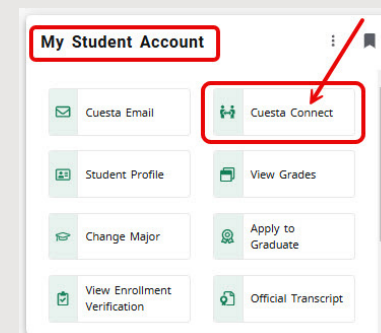 My Student Account
Cuesta Email
Cuesta Connect
Student Profile
View Grades
Change Major
Apply to
Graduate
View Enrollment
Verification
Official Transcript